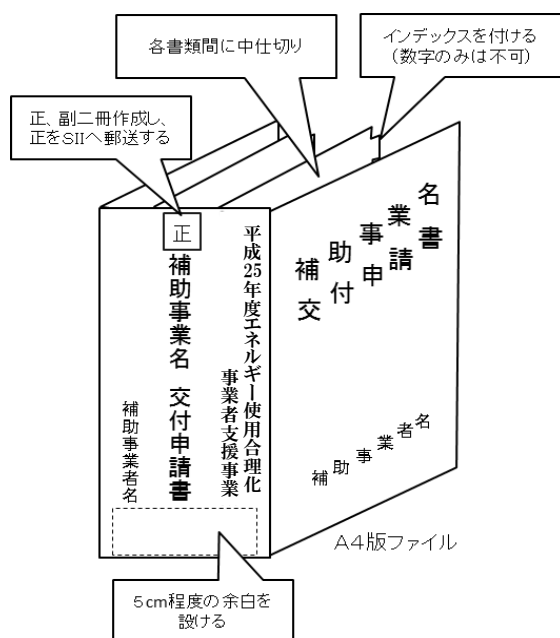 各書類間に中仕切り
インデックスを付ける
(数字のみは不可)
正、副二冊作成し、
正をSIIへ郵送する
正
平成25年度エネルギー使用合理化
事業者支援事業
補助事業名 交付申請書
補助事業者名
補助事業名
交付申請書
補助事業者名
A4版ファイル
5cm程度の余白を
設ける